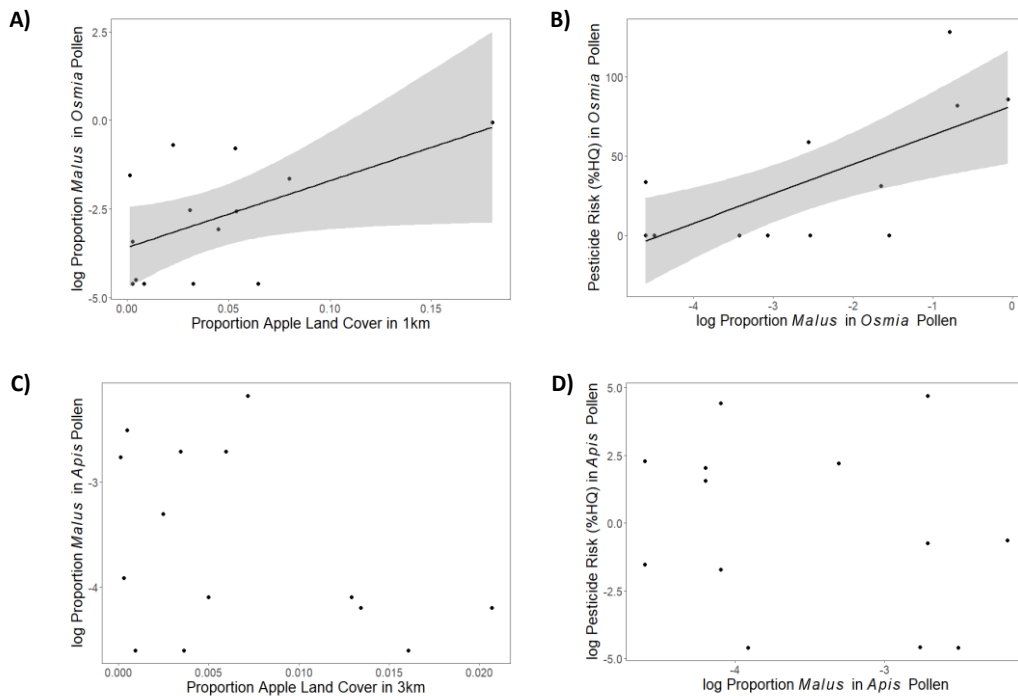 A)
log Proportion Malus in Osmia Pollen
2.5
0.0
-2.5
-5.0
0.00
0.05
0.10
0.15
Proportion Apple Land Cover in 1km
B)
Pesticide Risk (%HQ) in Osmia Pollen
100
50
0
-4
-3
-2
-1
0
log Proportion Malus in Osmia Pollen
C)
log Proportion Malus in Apis Pollen
-3
-4
0.000
0.005
0.010
0.015
0.020
Proportion Apple Land Cover in 3km
D)
log Pesticide Risk (%HQ) in Apis Pollen
5.0
2.5
0.0
-2.5
-5.0
-4
-3
log Proportion Malus in Apis Pollen